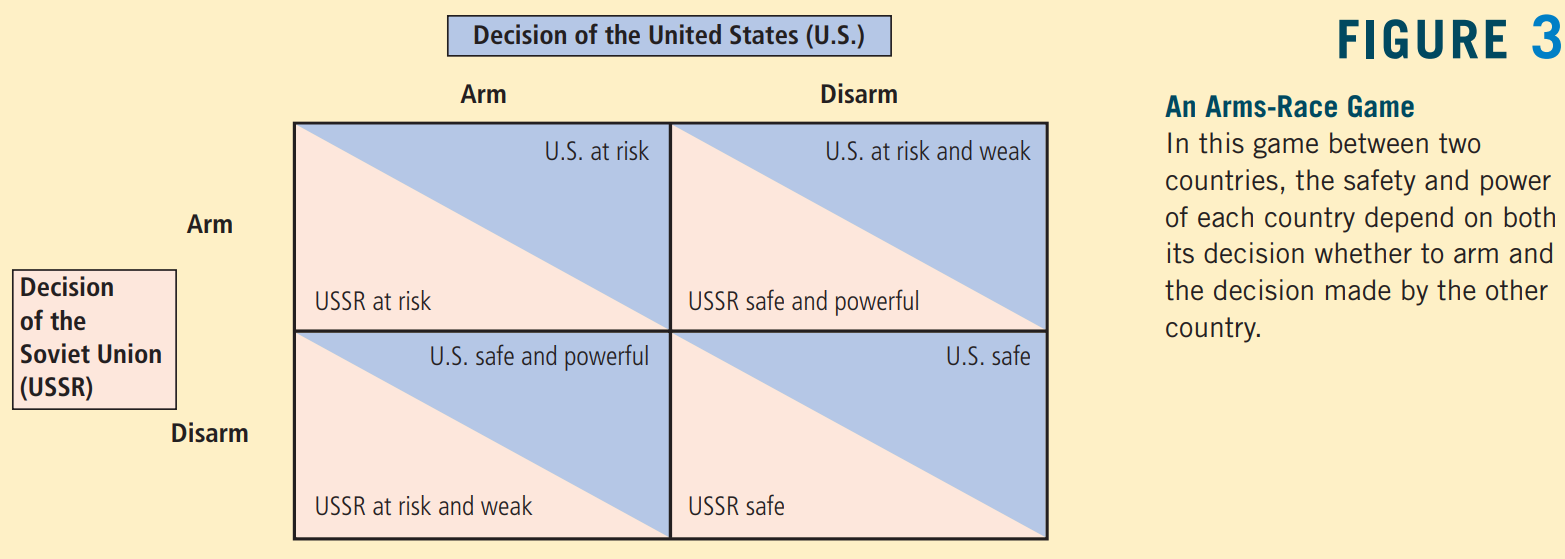 Decision of the United States (U.S.)
Arm
Disarm
Decision
of the
Soviet Union
(USSR)
Arm
U.S. at risk
USSR at risk
U.S. at risk and weak
USSR safe and powerful
Disarm
U.S. safe and powerful
USSR at risk and weak
U.S. safe
USSR safe
FIGURE 3
An Arms-Race Game
In this game between two
countries, the safety and power
of each country depend on both
its decision whether to arm and
the decision made by the other
country.